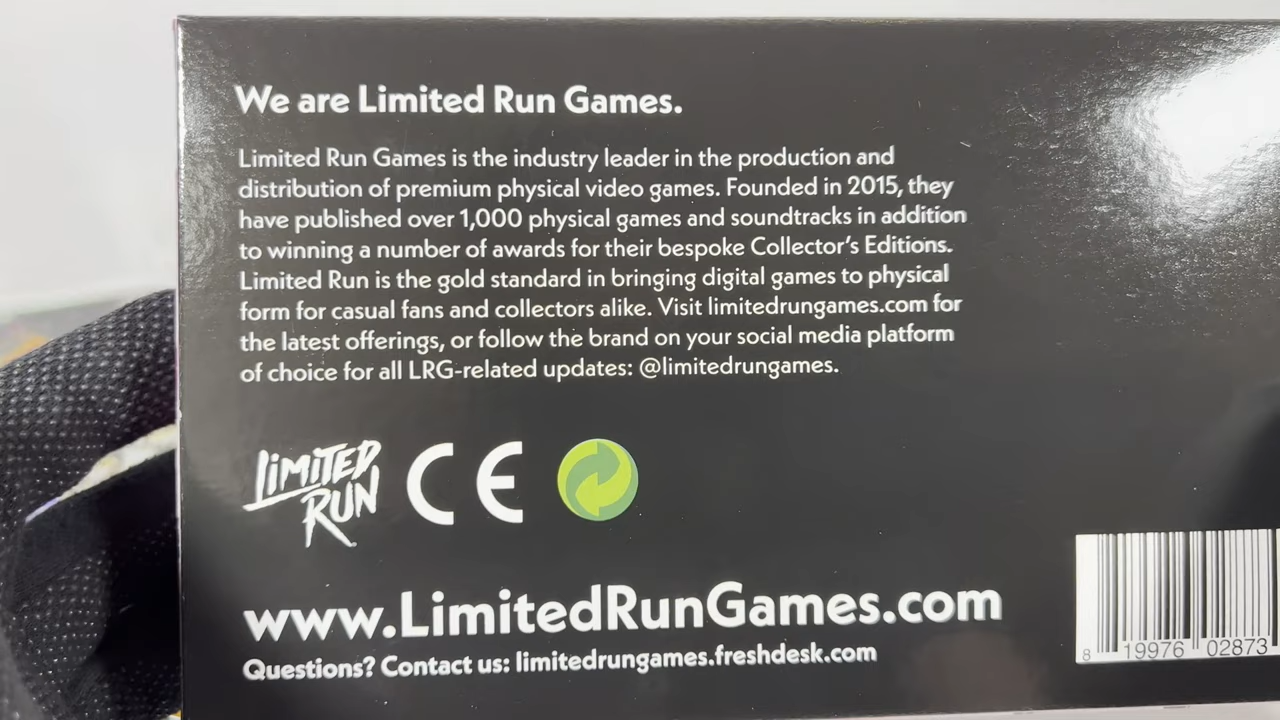 We are Limited Run Games.
Limited Run Games is the industry leader in the production and
distribution of premium physical video games. Founded in 2015, they
have published over 1,000 physical games and soundtracks in addition
to winning a number of awards for their bespoke Collector's Editions.
Limited Run is the gold standard in bringing digital games to physical
form for casual fans and collectors alike. Visit limitedrungames.com for
the latest offerings, or follow the brand on your social media platform
of choice for all LRG-related updates: @limitedrungames.
LIMITED
RUN
CE
www.LimitedRunGames.com
Questions? Contact us: limitedrungames.freshdesk.com
8 19976 02873